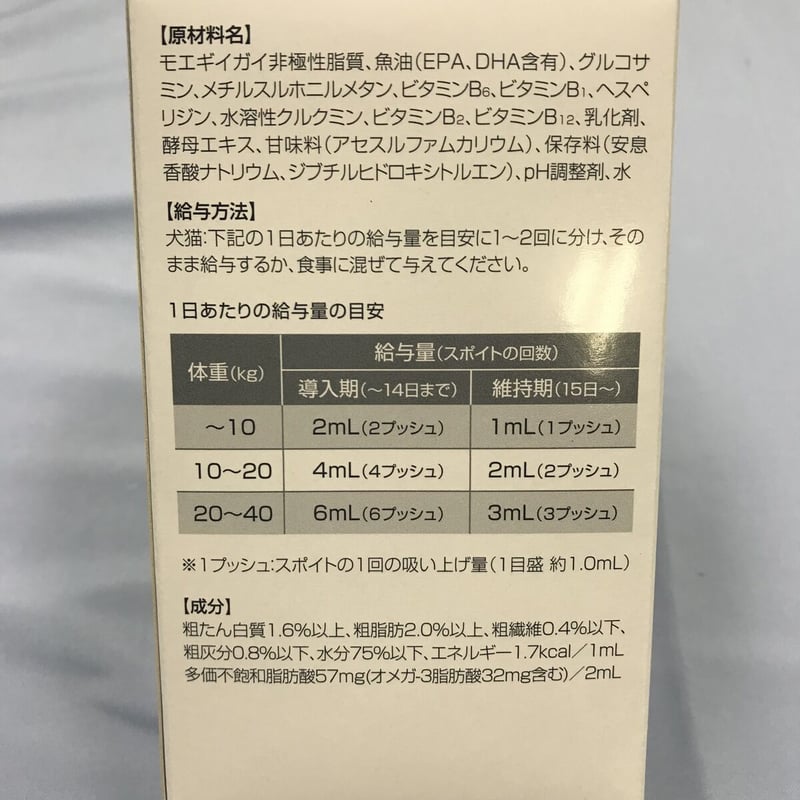 【原材料名】
モエギイガイ非極性脂質、魚油(EPA、DHA含有)、グルコサ
ミン、メチルスルホニルメタン、ビタミンB6、ビタミンB1、ヘスペ
リジン、水溶性クルクミン、ビタミンB2、ビタミンB12、乳化剤、
酵母エキス、甘味料(アセスルファムカリウム)、保存料(安息
香酸ナトリウム、ジブチルヒドロキシトルエン)、pH調整剤、水
【給与方法】
犬猫:下記の1日あたりの給与量を目安に1〜2回に分け、その
まま給与するか、食事に混ぜて与えてください。
1日あたりの給与量の目安
体重(kg) 給与量(スポイトの回数)
導入期(〜14日まで) 維持期(15日〜)
〜10 2mL(2プッシュ) 1mL(1プッシュ)
10〜20 4mL(4プッシュ) 2mL(2プッシュ)
20〜40 6mL(6プッシュ) 3mL(3プッシュ)
※1プッシュ:スポイトの1回の吸い上げ量(1目盛 約1.0mL)
【成分】
粗たん白質1.6%以上、粗脂肪2.0%以上、粗繊維0.4%以下、
粗灰分0.8%以下、水分75%以下、エネルギー1.7kcal/1mL
多価不飽和脂肪酸57mg(オメガ-3脂肪酸32mg含む)/2mL